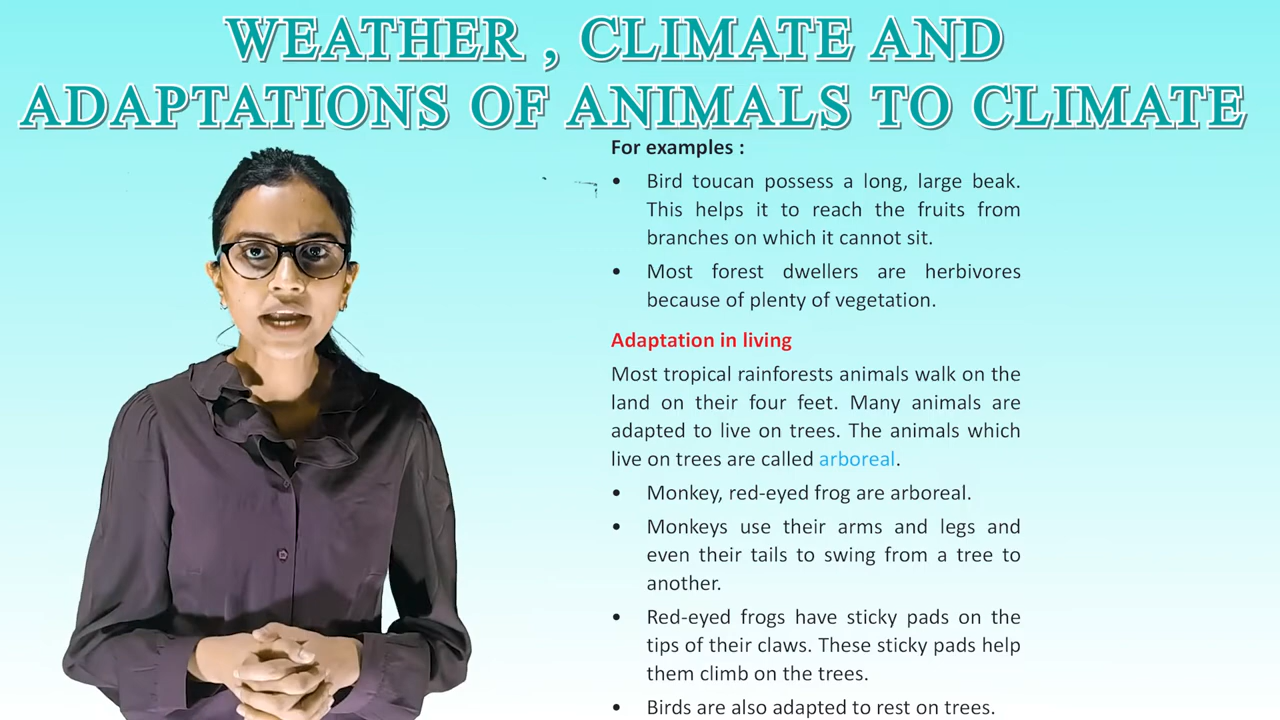 WEATHER , CLIMATE AND
ADAPTATIONS OF ANIMALS TO CLIMATE
For examples :
• Bird toucan possess a long, large beak.
This helps it to reach the fruits from
branches on which it cannot sit.
• Most forest dwellers are herbivores
because of plenty of vegetation.
Adaptation in living
Most tropical rainforests animals walk on the
land on their four feet. Many animals are
adapted to live on trees. The animals which
live on trees are called arboreal.
• Monkey, red-eyed frog are arboreal.
• Monkeys use their arms and legs and
even their tails to swing from a tree to
another.
• Red-eyed frogs have sticky pads on the
tips of their claws. These sticky pads help
them climb on the trees.
• Birds are also adapted to rest on trees.